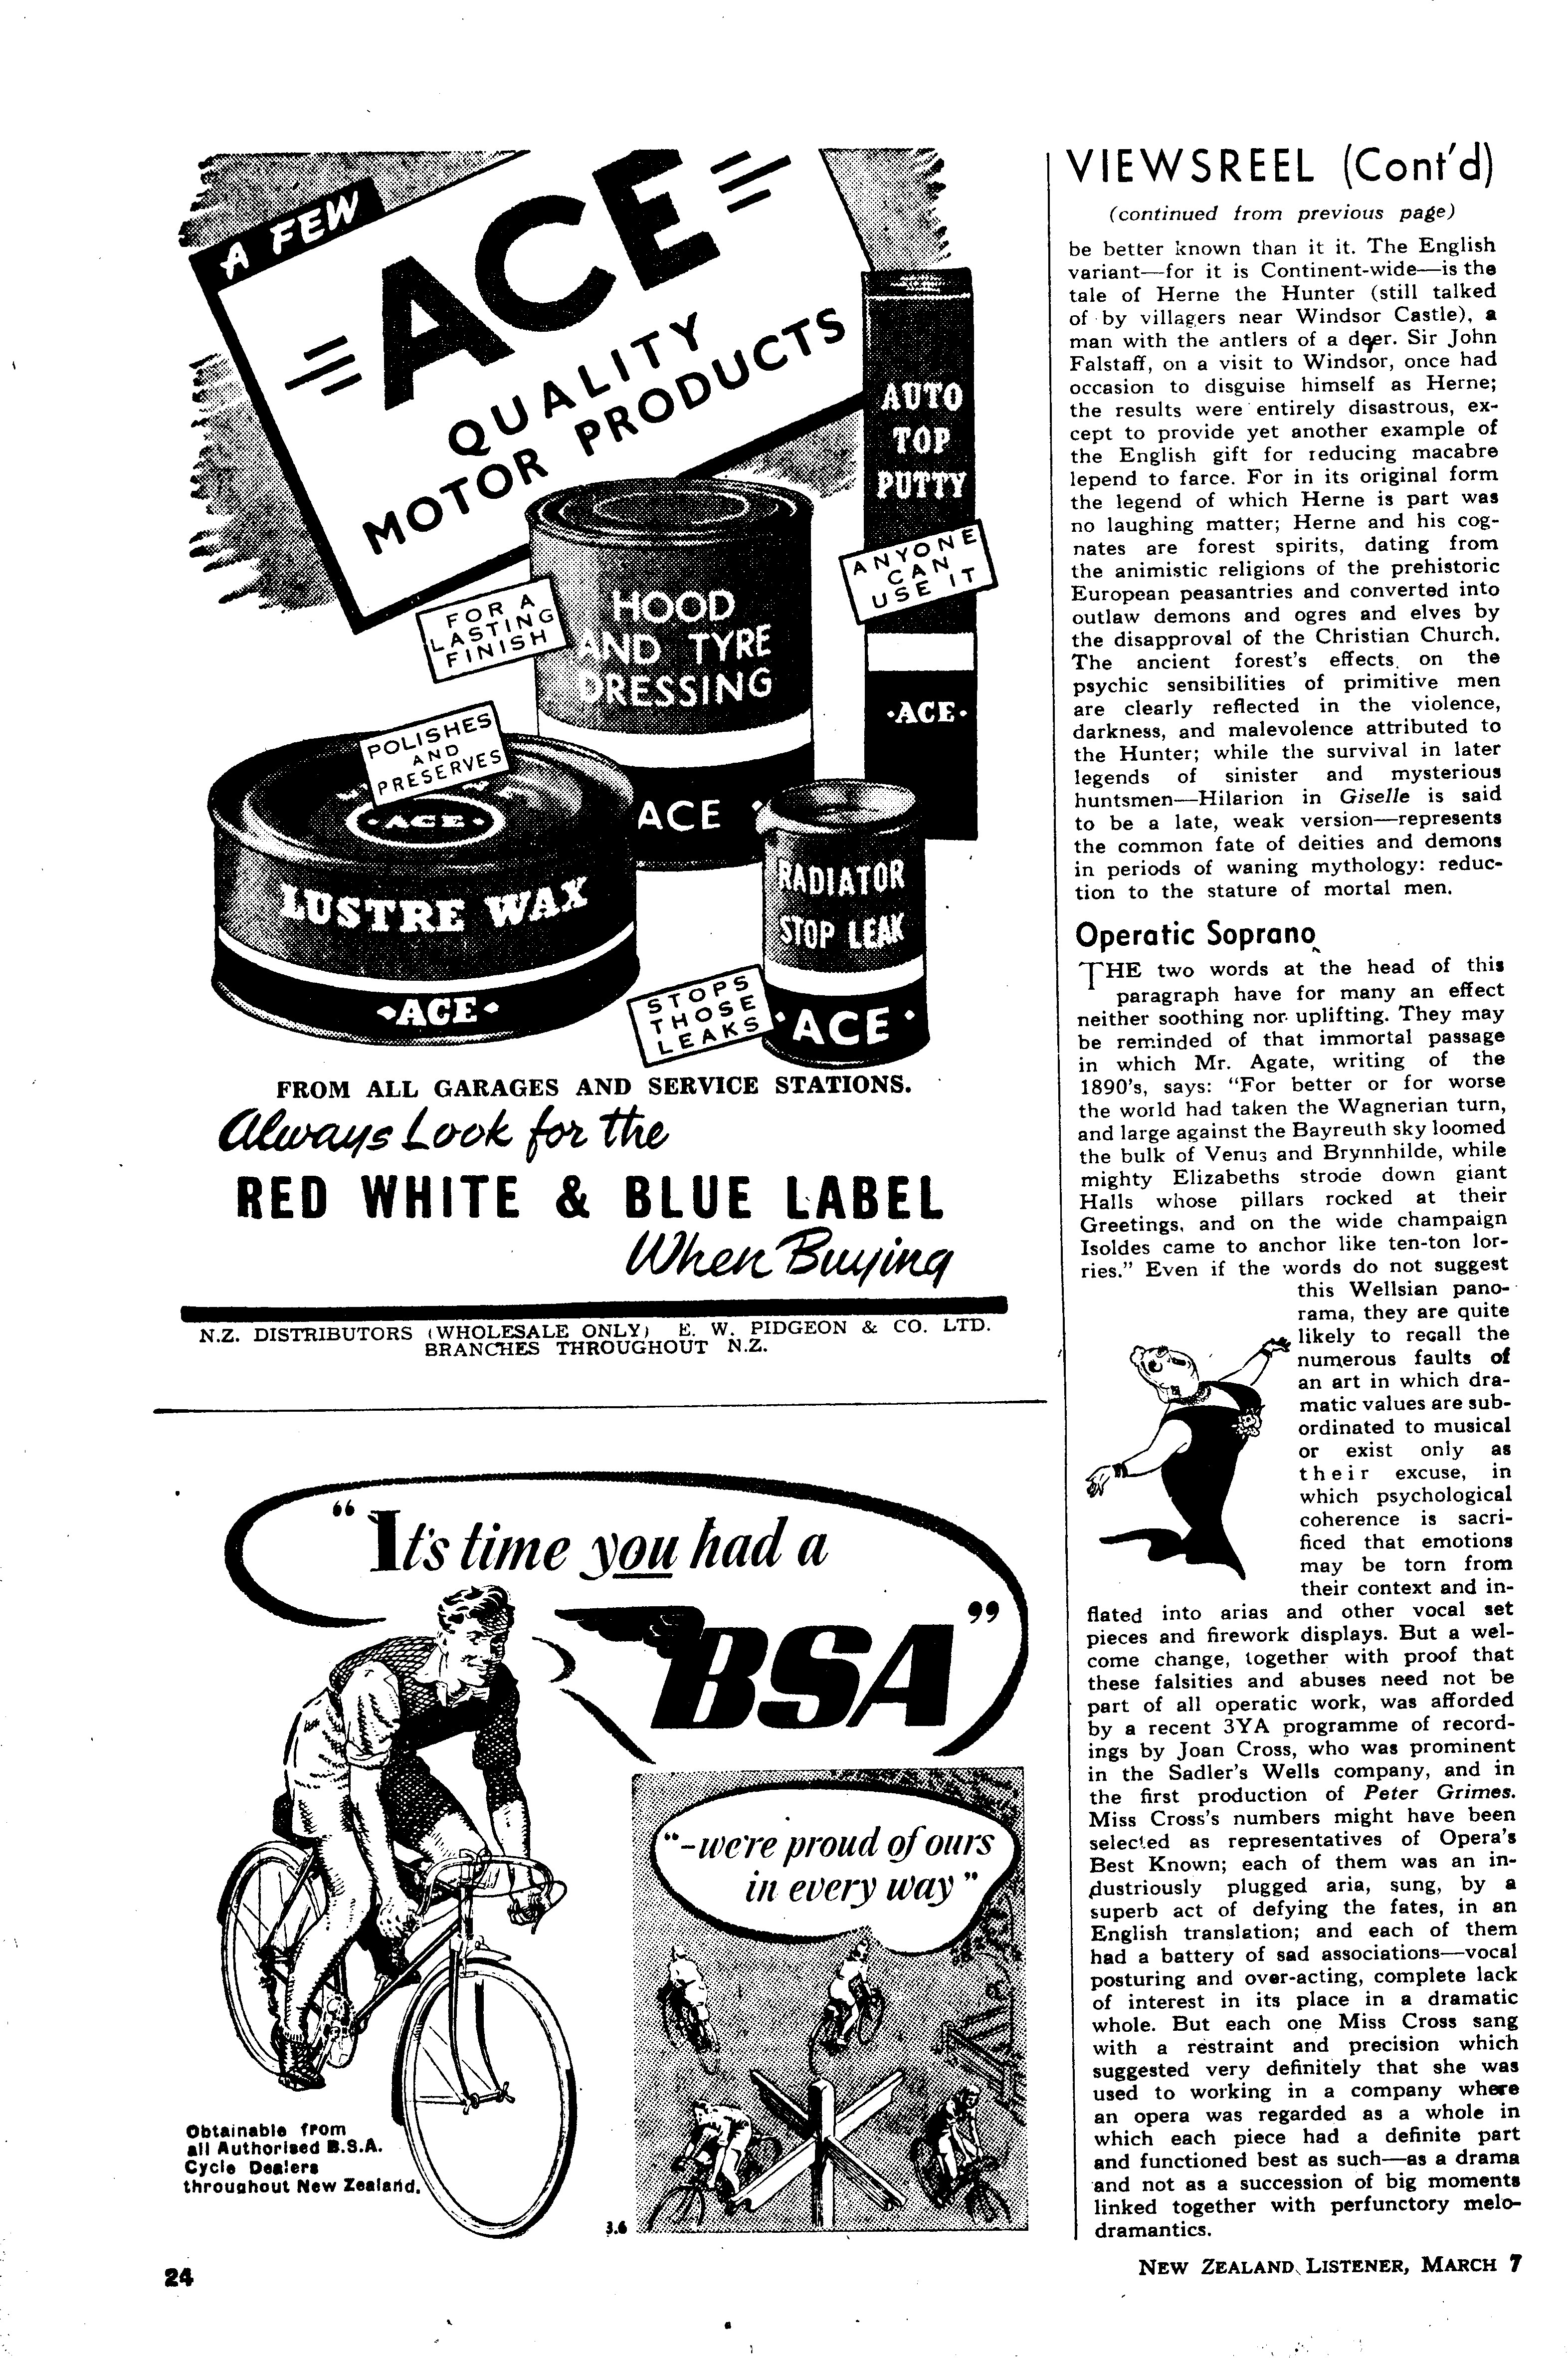 A FEW
ACE
QUALITY
MOTOR PRODUCTS
AUTO
TOP
PUTTY
ANYONE
CAN
USE IT
·ACE·
FOR A
LASTING
FINISH
HOOD
AND TYRE
DRESSING
ACE
POLISHES
AND
PRESERVES
·ACE·
LUSTRE WAX
·ACE·
RADIATOR
STOP LEAK
·ACE·
STOPS
THOSE
LEAKS
FROM ALL GARAGES AND SERVICE STATIONS.
Always Look for the
RED WHITE & BLUE LABEL
When Buying
N.Z. DISTRIBUTORS (WHOLESALE ONLY) E. W. PIDGEON & CO. LTD.
BRANCHES THROUGHOUT N.Z.
"It's time you had a
BSA"
"-we're proud of ours
in every way"
Obtainable from
all Authorised B.S.A.
Cycle Dealers
throughout New Zealand.
3.6
VIEWSREEL (Cont'd)
(continued from previous page)
be better known than it it. The English
variant—for it is Continent-wide—is the
tale of Herne the Hunter (still talked
of by villagers near Windsor Castle), a
man with the antlers of a deer. Sir John
Falstaff, on a visit to Windsor, once had
occasion to disguise himself as Herne;
the results were entirely disastrous, ex-
cept to provide yet another example of
the English gift for reducing macabre
lepend to farce. For in its original form
the legend of which Herne is part was
no laughing matter; Herne and his cog-
nates are forest spirits, dating from
the animistic religions of the prehistoric
European peasantries and converted into
outlaw demons and ogres and elves by
the disapproval of the Christian Church.
The ancient forest's effects on the
psychic sensibilities of primitive men
are clearly reflected in the violence,
darkness, and malevolence attributed to
the Hunter; while the survival in later
legends of sinister and mysterious
huntsmen—Hilarion in Giselle is said
to be a late, weak version—represents
the common fate of deities and demons
in periods of waning mythology: reduc-
tion to the stature of mortal men.
Operatic Soprano
THE two words at the head of this
paragraph have for many an effect
neither soothing nor uplifting. They may
be reminded of that immortal passage
in which Mr. Agate, writing of the
1890's, says: "For better or for worse
the world had taken the Wagnerian turn,
and large against the Bayreuth sky loomed
the bulk of Venus and Brynnhilde, while
mighty Elizabeths strode down giant
Halls whose pillars rocked at their
Greetings, and on the wide champaign
Isoldes came to anchor like ten-ton lor-
ries." Even if the words do not suggest
this Wellsian pano-
rama, they are quite
likely to recall the
numerous faults of
an art in which dra-
matic values are sub-
ordinated to musical
or exist only as
their excuse, in
which psychological
coherence is sacri-
ficed that emotions
may be torn from
their context and in-
flated into arias and other vocal set
pieces and firework displays. But a wel-
come change, together with proof that
these falsities and abuses need not be
part of all operatic work, was afforded
by a recent 3YA programme of record-
ings by Joan Cross, who was prominent
in the Sadler's Wells company, and in
the first production of Peter Grimes.
Miss Cross's numbers might have been
selected as representatives of Opera's
Best Known; each of them was an in-
dustriously plugged aria, sung, by a
superb act of defying the fates, in an
English translation; and each of them
had a battery of sad associations—vocal
posturing and over-acting, complete lack
of interest in its place in a dramatic
whole. But each one Miss Cross sang
with a restraint and precision which
suggested very definitely that she was
used to working in a company where
an opera was regarded as a whole in
which each piece had a definite part
and functioned best as such—as a drama
and not as a succession of big moments
linked together with perfunctory melo-
dramantics.
24
NEW ZEALAND LISTENER, MARCH 7